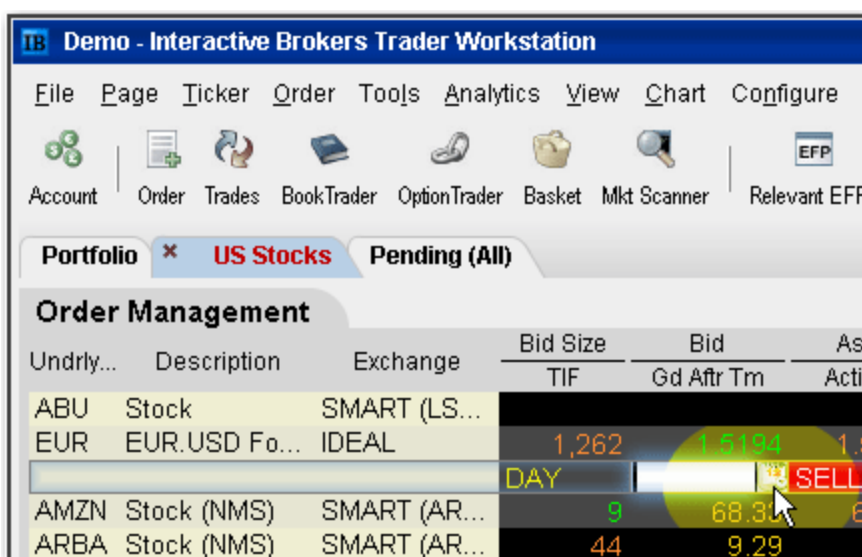 IB Demo - Interactive Brokers Trader Workstation
File Page Ticker Order Tools Analytics View Chart Configure
EFP
Account Order Trades BookTrader OptionTrader Basket Mkt Scanner Relevant EFP
Portfolio × US Stocks Pending (All)
Order Management
Undrly... Description Exchange Bid Size Bid As
TIF Gd Aftr Tm Acti
ABU Stock SMART (LS...
EUR EUR.USD Fo... IDEAL 1,262 1.5194
DAY SELL
AMZN Stock (NMS) SMART (AR... 9
ARBA Stock (NMS) SMART (AR... 44 9.29